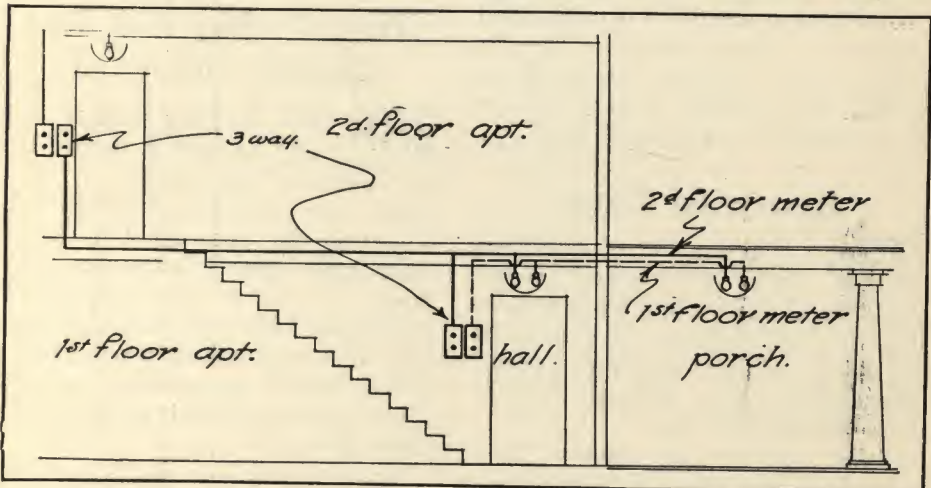 3 way.
2d. floor apt.
2d floor meter
1st floor meter
1st floor apt.
hall.
porch.